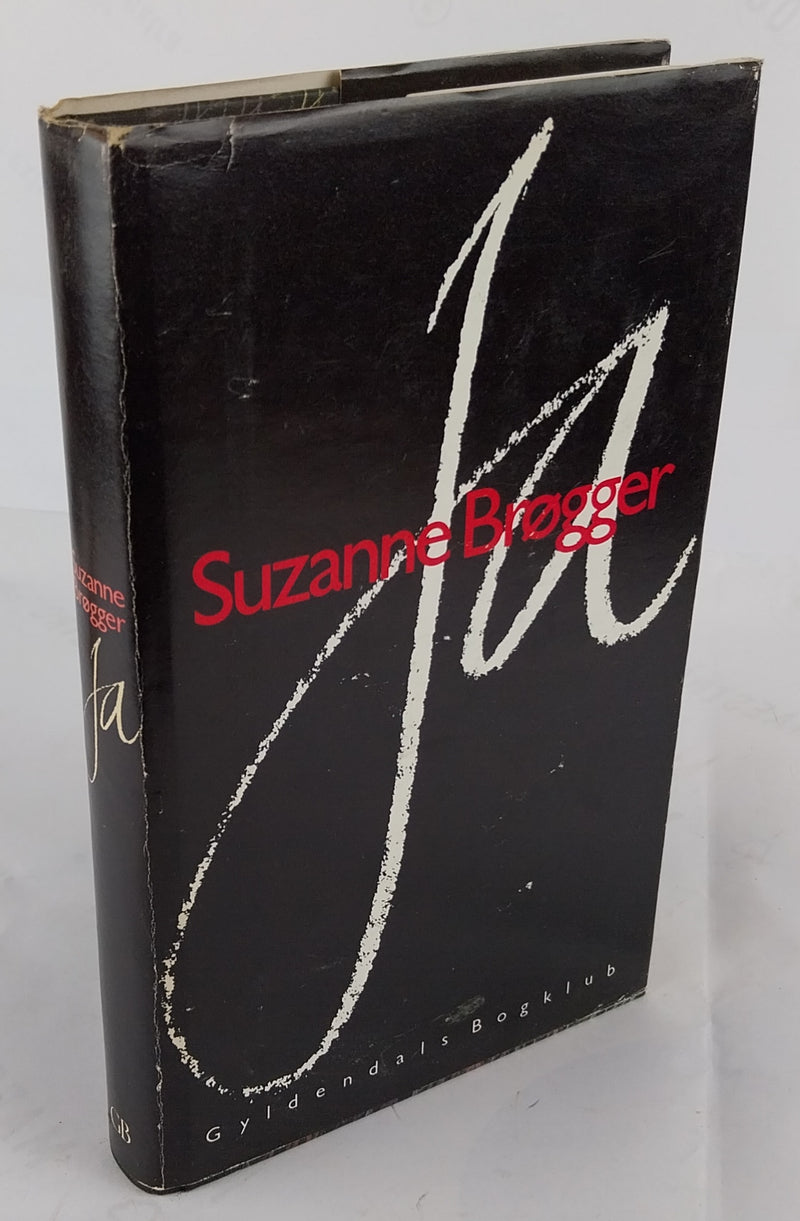 Ja
Suzanne Brøgger
Gyldendals Bogklub
Suzanne
Brøgger
Ja
GB